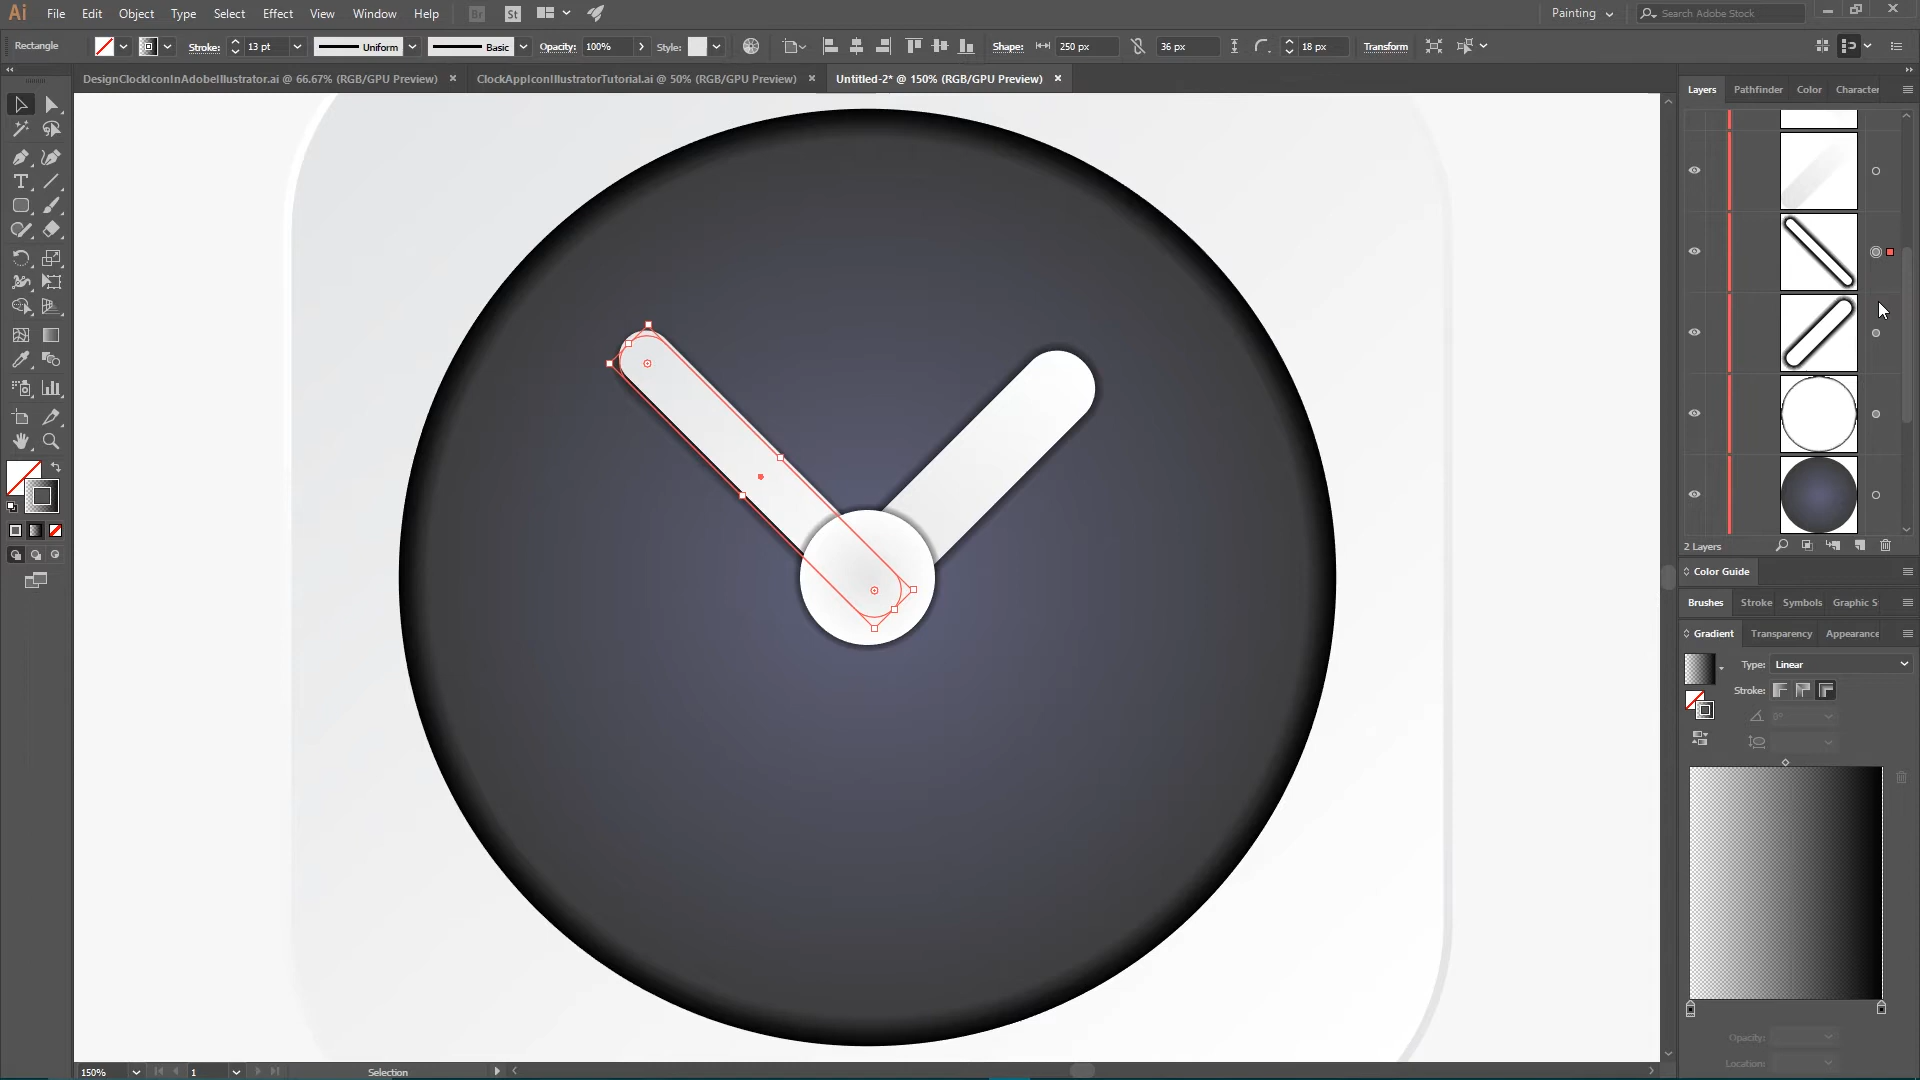 Ai File Edit Object Type Select Effect View Window Help Br St Painting Search Adobe Stock
Rectangle Stroke: 13 pt Uniform Basic Opacity: 100% Style: Shape: 250 px 36 px 18 px Transform
DesignClockIconInAdobeIllustrator.ai @ 66.67% (RGB/GPU Preview) × ClockAppIconIllustratorTutorial.ai @ 50% (RGB/GPU Preview) × Untitled-2* @ 150% (RGB/GPU Preview) ×
Layers Pathfinder Color Character
2 Layers
Color Guide
Brushes Stroke Symbols Graphic S
Gradient Transparency Appearance
Type: Linear
Stroke:
0°
Opacity:
Location:
150% 1 Selection